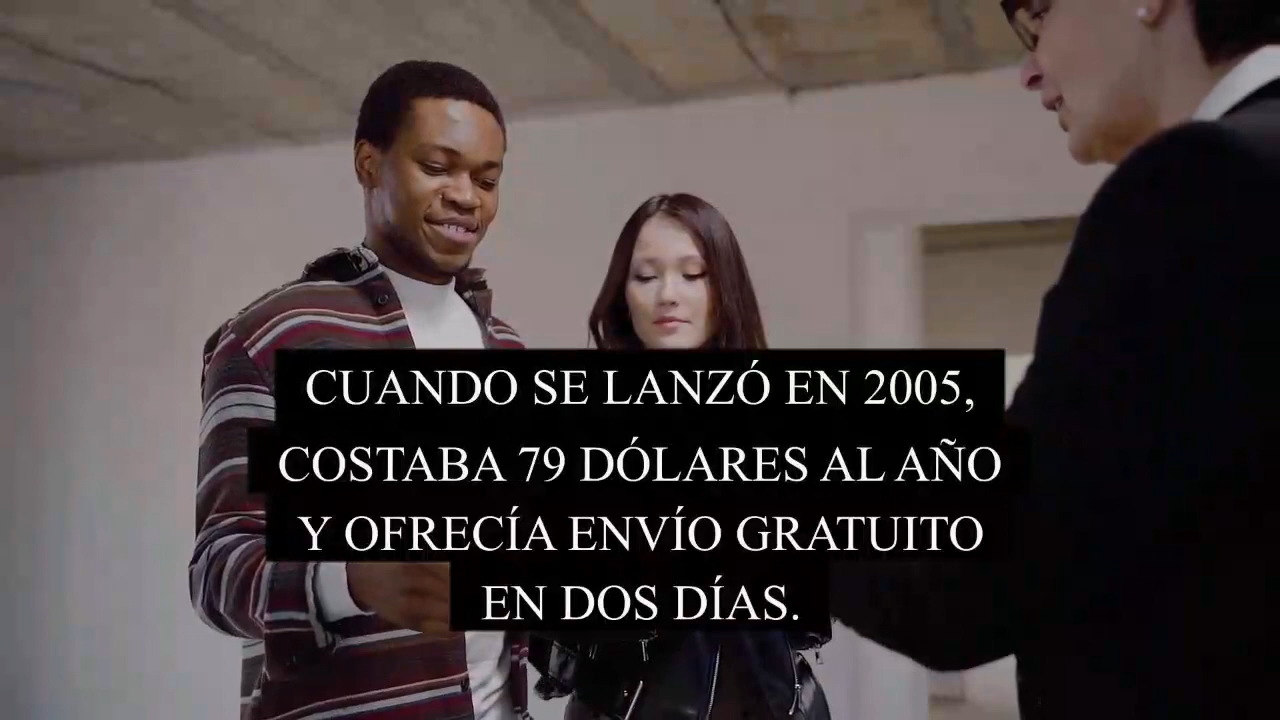 CUANDO SE LANZÓ EN 2005,
COSTABA 79 DÓLARES AL AÑO
Y OFRECÍA ENVÍO GRATUITO
EN DOS DÍAS.